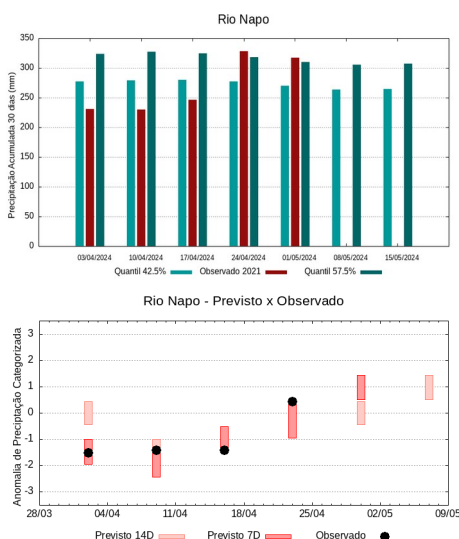 Rio Napo
Precipitação Acumulada 30 dias (mm)
350
300
250
200
150
100
50
0
03/04/2024 10/04/2024 17/04/2024 24/04/2024 01/05/2024 08/05/2024 15/05/2024
Quantil 42.5% Observado 2021 Quantil 57.5%
Rio Napo - Previsto x Observado
Anomalia de Preciptação Categorizada
3
2
1
0
-1
-2
-3
28/03 04/04 11/04 18/04 25/04 02/05 09/05
Previsto 14D Previsto 7D Observado